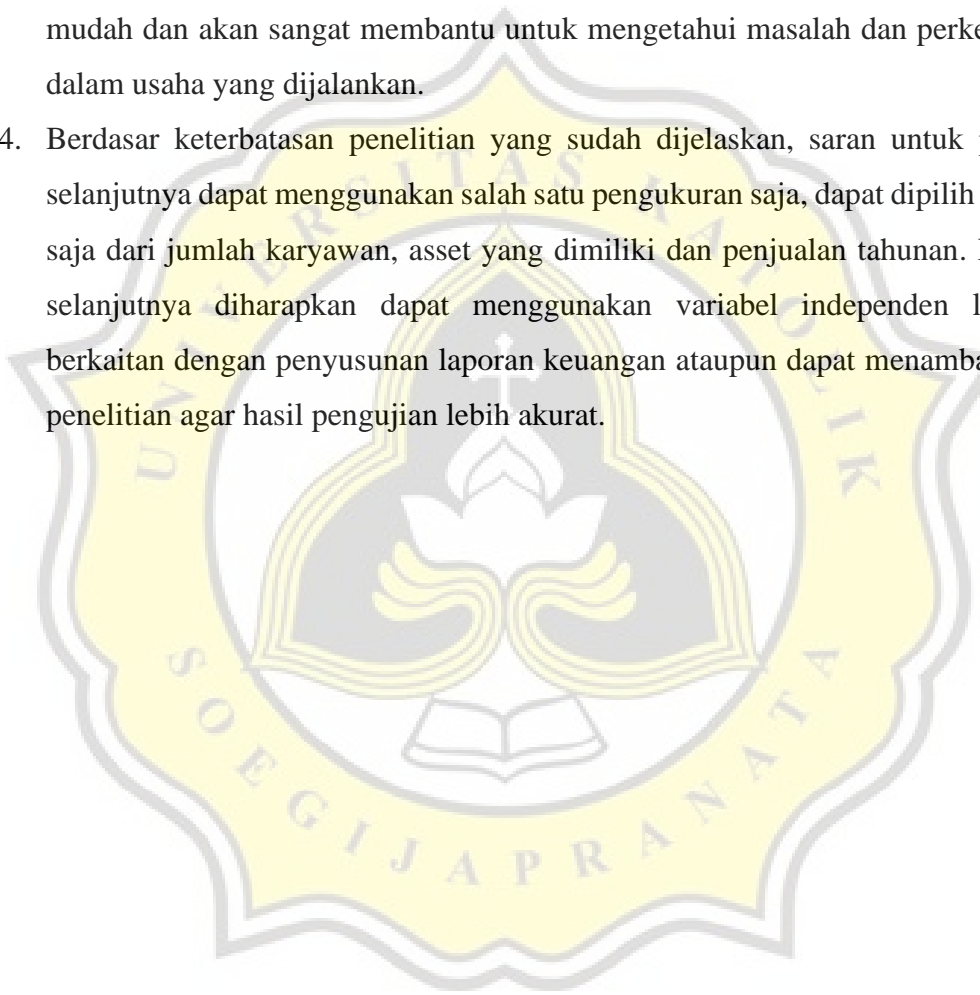 mudah dan akan sangat membantu untuk mengetahui masalah dan
dalam usaha yang dijalankan.
4. Berdasar keterbatasan penelitian yang sudah dijelaskan, saran untuk
selanjutnya dapat menggunakan salah satu pengukuran saja, dapat dipilih
saja dari jumlah karyawan, asset yang dimiliki dan penjualan tahunan.
selanjutnya diharapkan dapat menggunakan variabel independen
berkaitan dengan penyusunan laporan keuangan ataupun dapat
penelitian agar hasil pengujian lebih akurat.
UNIVERSITAS KATOLIK
SOEGIJAPRANATA